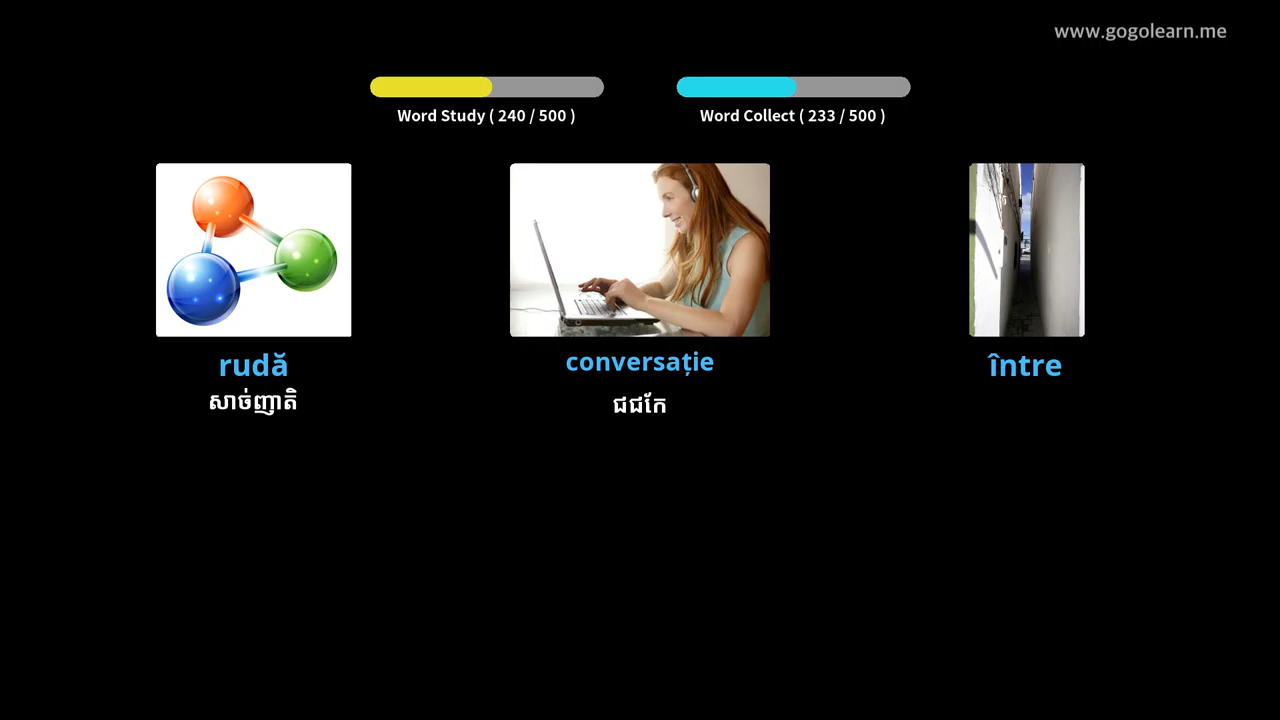 www.gogolearn.me
Word Study ( 240 / 500 )
Word Collect ( 233 / 500 )
rudă
conversație
între
សាច់ញាតិ
ជជកែ